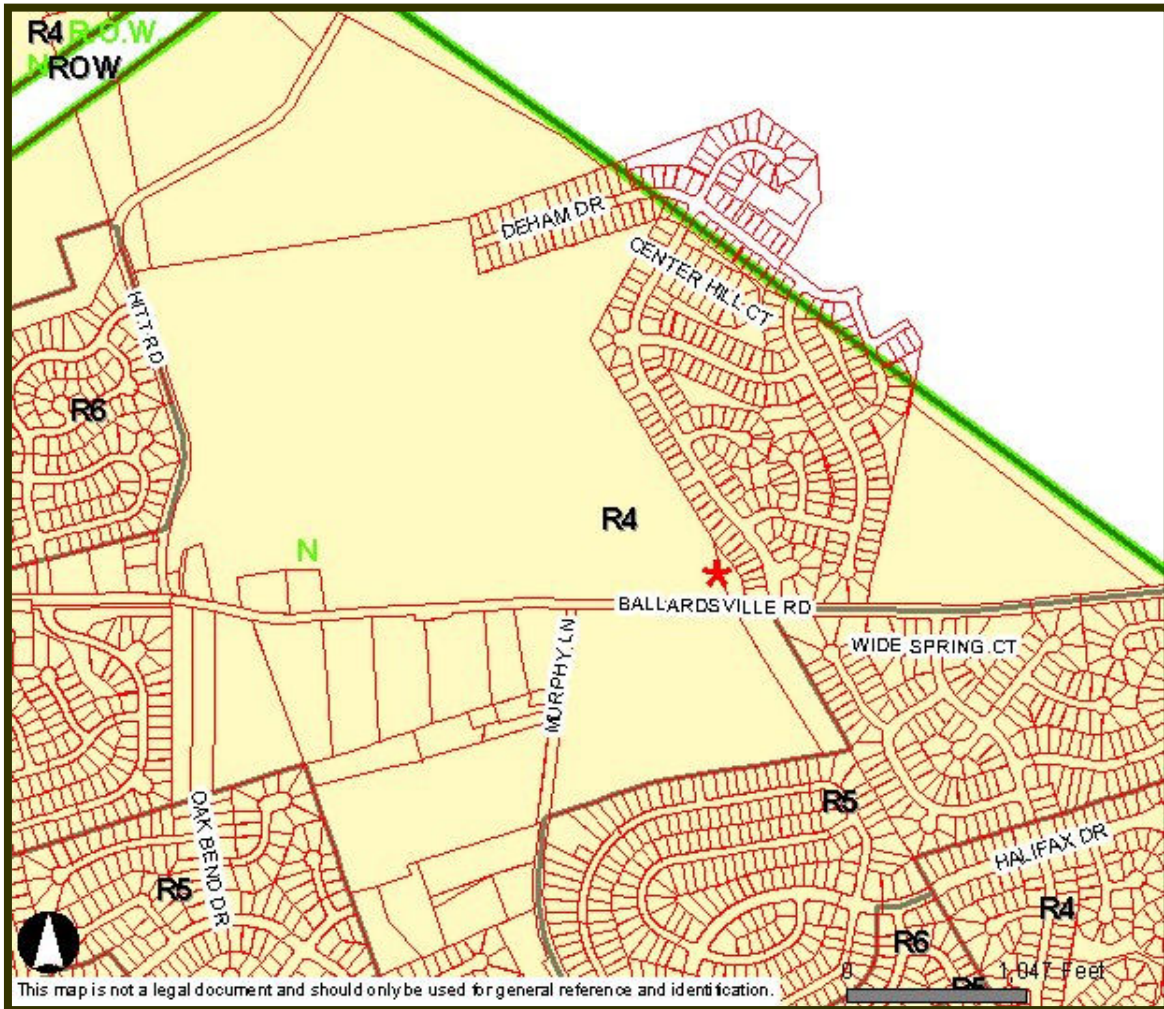 R4 R.O.W.
N ROW
DEHAM DR
CENTER HILL CT
HITT RD
R6
R4
N
BALLARDSVILLE RD
WIDE SPRING CT
MURPHY LN
OAK BEND DR
R5
HALIFAX DR
R5
R4
R6
0 1,047 Feet
R5
This map is not a legal document and should only be used for general reference and identification.